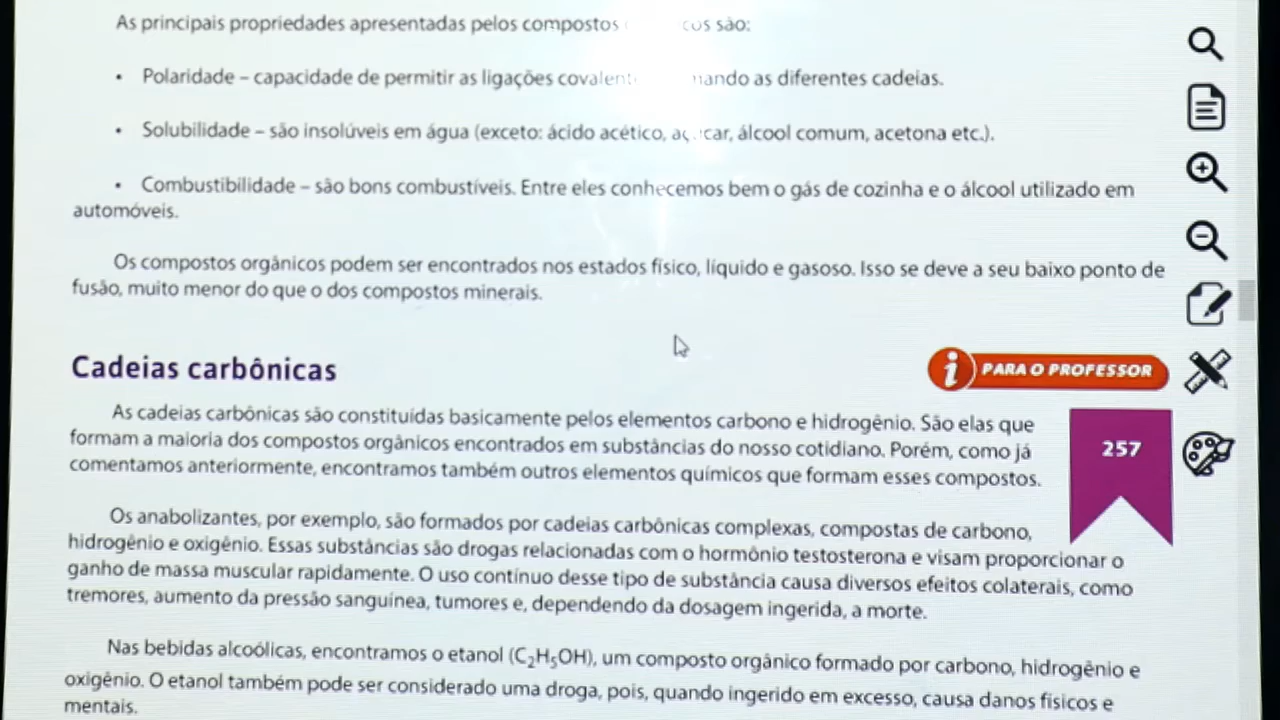 As principais propriedades apresentadas pelos compostos são:
• Polaridade – capacidade de permitir as ligações as diferentes cadeias.
• Solubilidade – são insolúveis em água (exceto: ácido acético, açúcar, álcool comum, acetona etc.).
• Combustibilidade – são bons combustíveis. Entre eles conhecemos bem o gás de cozinha e o álcool utilizado em
automóveis.
Os compostos orgânicos podem ser encontrados nos estados físico, líquido e gasoso. Isso se deve a seu baixo ponto de
fusão, muito menor do que o dos compostos minerais.
Cadeias carbônicas
i PARA O PROFESSOR
As cadeias carbônicas são constituídas basicamente pelos elementos carbono e hidrogênio. São elas que
formam a maioria dos compostos orgânicos encontrados em substâncias do nosso cotidiano. Porém, como já
comentamos anteriormente, encontramos também outros elementos químicos que formam esses compostos.
257
Os anabolizantes, por exemplo, são formados por cadeias carbônicas complexas, compostas de carbono,
hidrogênio e oxigênio. Essas substâncias são drogas relacionadas com o hormônio testosterona e visam proporcionar o
ganho de massa muscular rapidamente. O uso contínuo desse tipo de substância causa diversos efeitos colaterais, como
tremores, aumento da pressão sanguínea, tumores e, dependendo da dosagem ingerida, a morte.
Nas bebidas alcoólicas, encontramos o etanol (C₂H₅OH), um composto orgânico formado por carbono, hidrogênio e
oxigênio. O etanol também pode ser considerado uma droga, pois, quando ingerido em excesso, causa danos físicos e
mentais.